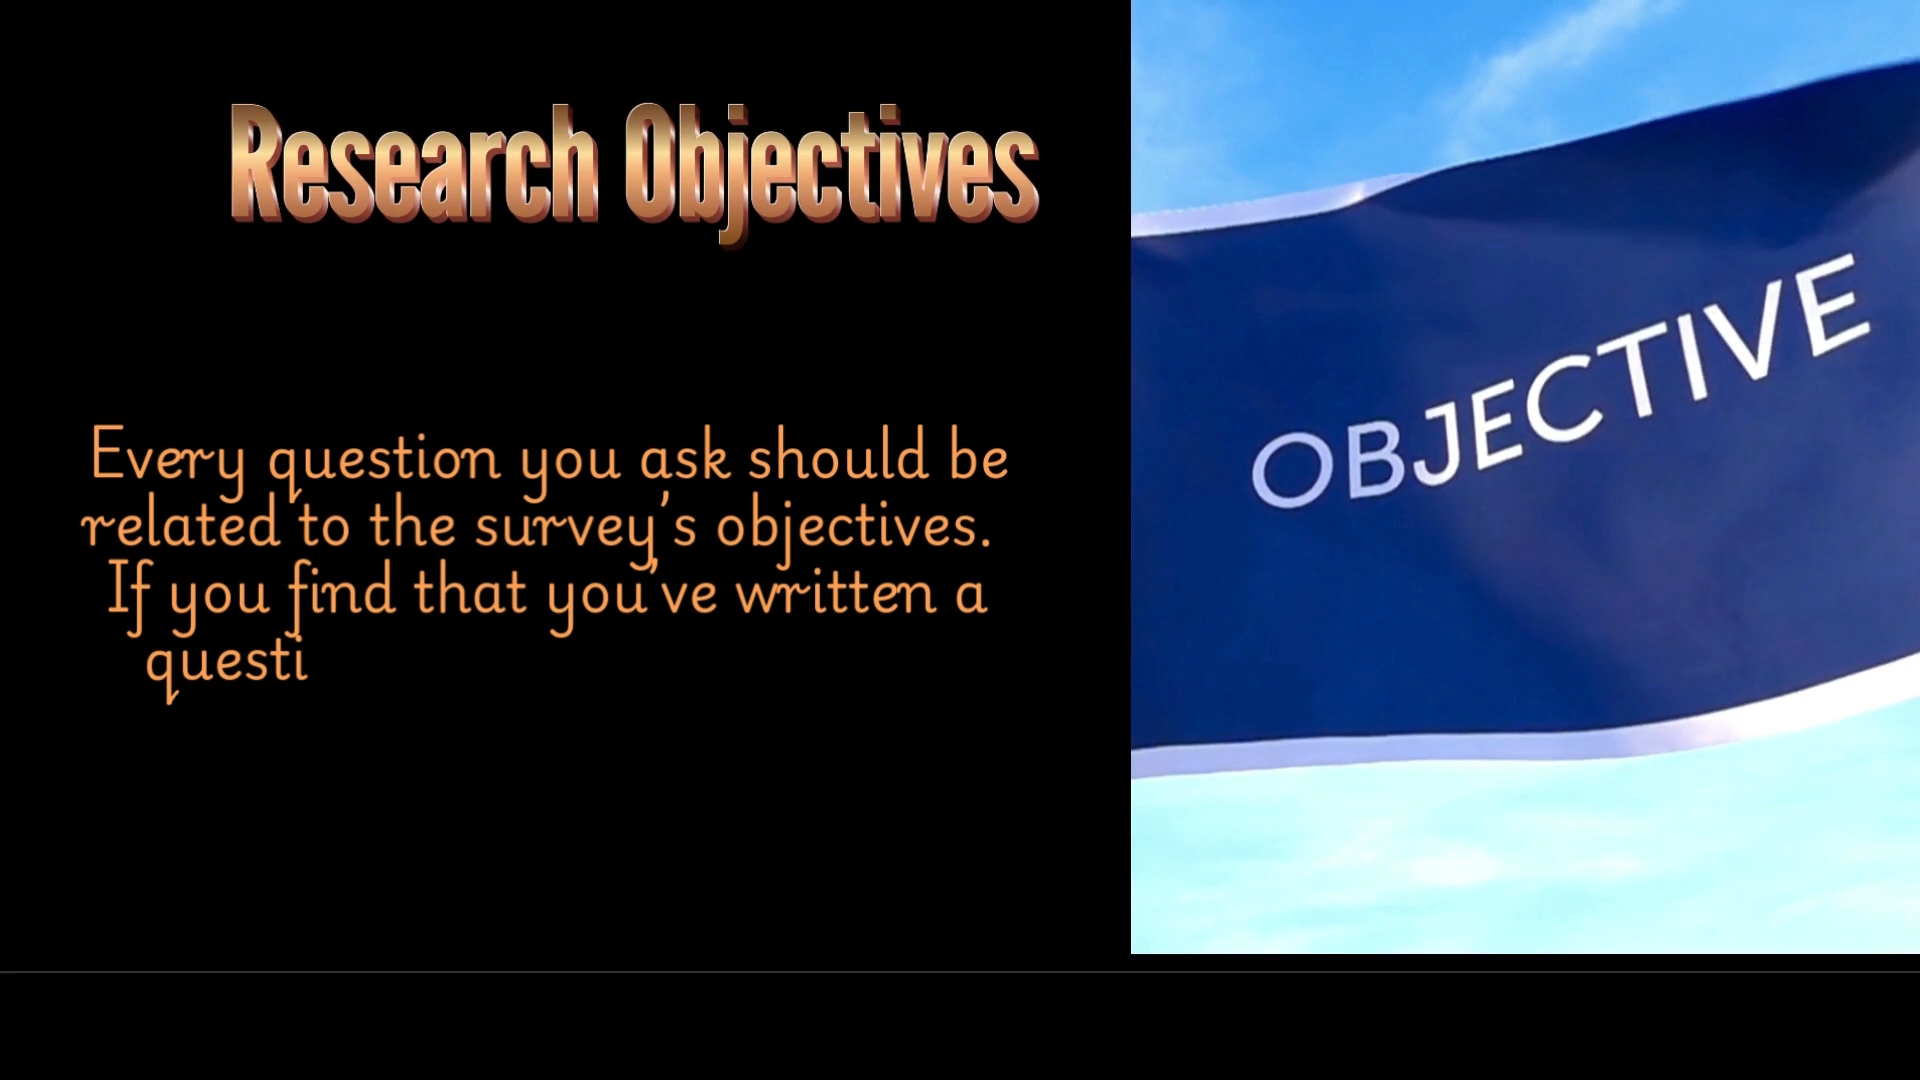 Research Objectives
Every question you ask should be
related to the survey's objectives.
If you find that you've written a
questi
OBJECTIVE